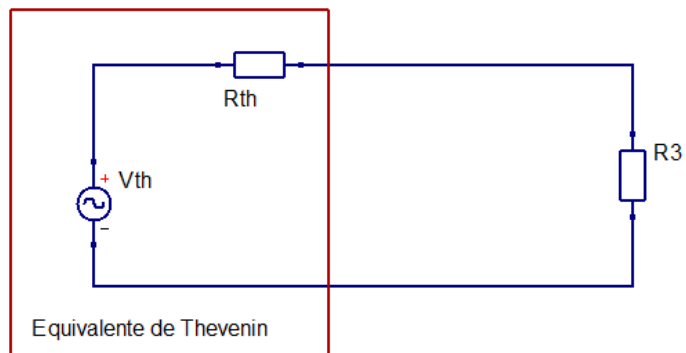 Rth
R3
+
Vth
−
Equivalente de Thevenin